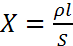 X = ρl/S